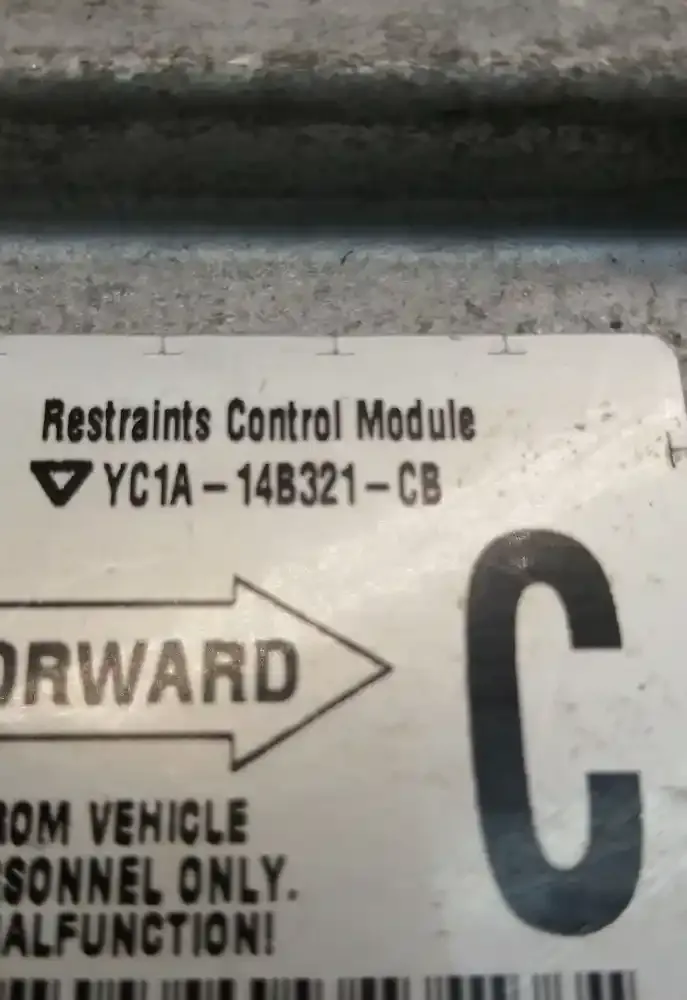 Restraints Control Module
YC1A-14B321-CB
C
ORWARD
ROM VEHICLE
SONNEL ONLY.
ALFUNCTION!